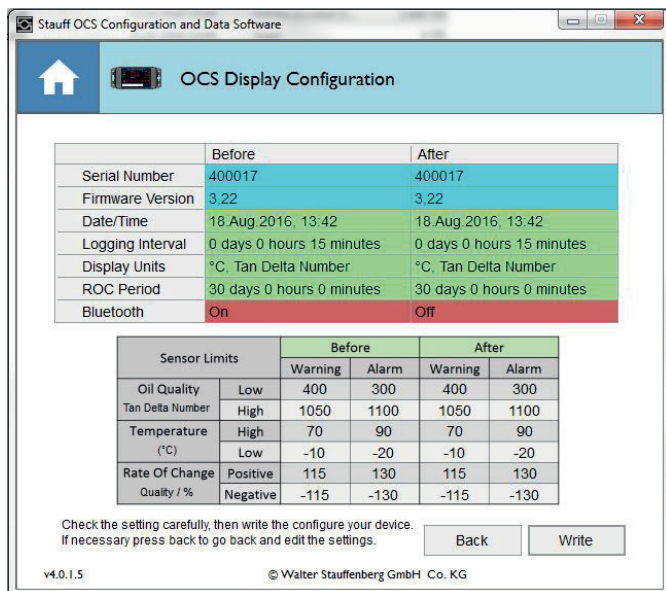 Stauff OCS Configuration and Data Software
OCS Display Configuration
Before After
Serial Number 400017 400017
Firmware Version 3,22 3,22
Date/Time 18.Aug.2016, 13:42 18.Aug.2016, 13:42
Logging Interval 0 days 0 hours 15 minutes 0 days 0 hours 15 minutes
Display Units °C, Tan Delta Number °C, Tan Delta Number
ROC Period 30 days 0 hours 0 minutes 30 days 0 hours 0 minutes
Bluetooth On Off
Sensor Limits Before After
Warning Alarm Warning Alarm
Oil Quality Low 400 300 400 300
Tan Delta Number High 1050 1100 1050 1100
Temperature High 70 90 70 90
(°C) Low -10 -20 -10 -20
Rate Of Change Positive 115 130 115 130
Quality / % Negative -115 -130 -115 -130
Check the setting carefully, then write the configure your device.
If necessary press back to go back and edit the settings.
Back Write
v4.0.1.5 © Walter Stauffenberg GmbH Co. KG